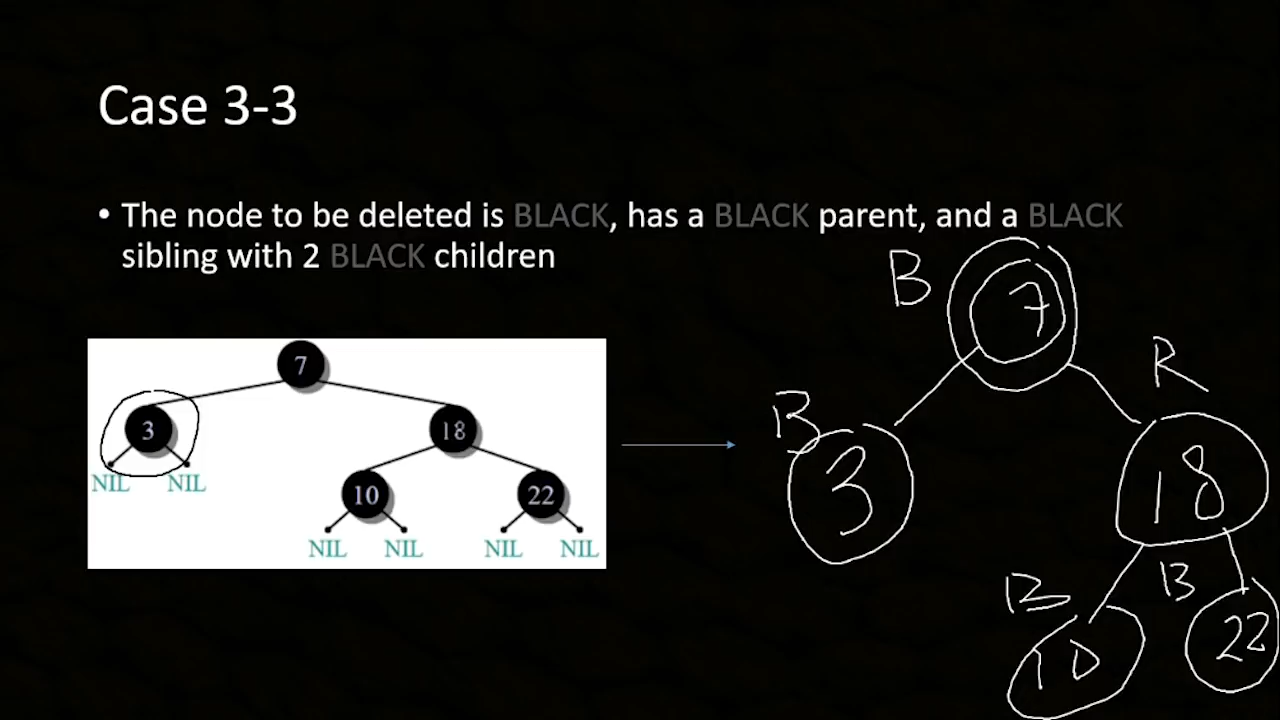 Case 3-3
• The node to be deleted is BLACK, has a BLACK parent, and a BLACK
sibling with 2 BLACK children
7
3
18
NIL NIL
10
22
NIL NIL NIL NIL
B
7
R
B
3
18
B
B
10
22